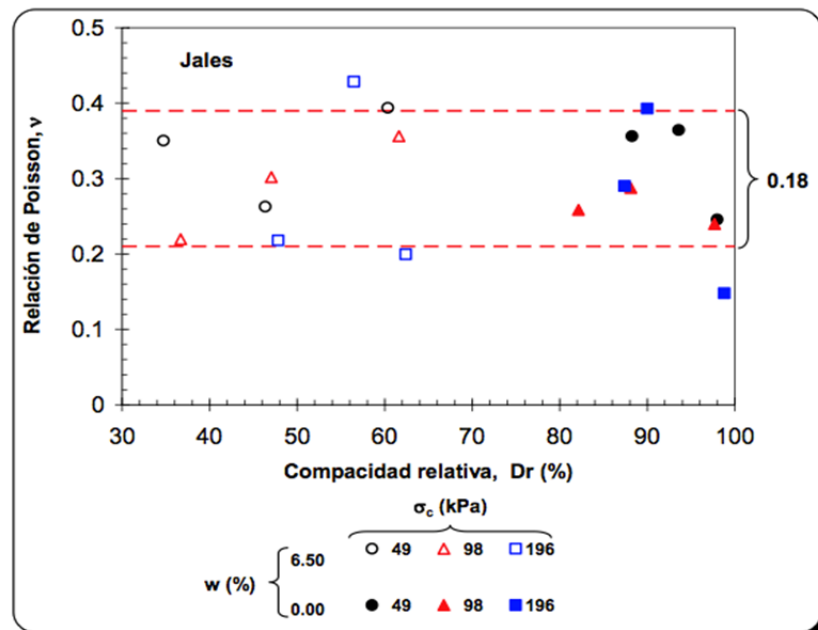 Jales
Relación de Poisson, ν
0.5
0.4
0.3
0.2
0.1
0
0.18
30 40 50 60 70 80 90 100
Compacidad relativa, Dr (%)
σc (kPa)
w (%)
6.50
49 98 196
0.00
49 98 196